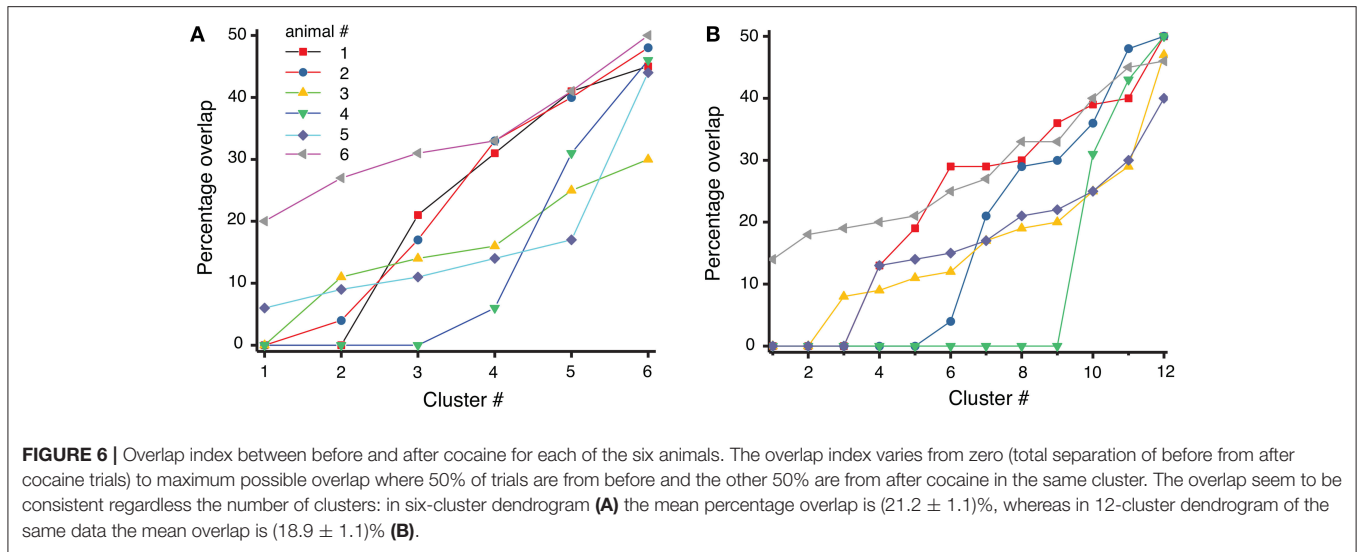 A
animal #
1
2
3
4
5
6
Percentage overlap
50
40
30
20
10
0
1 2 3 4 5 6
Cluster #
B
Percentage overlap
50
40
30
20
10
0
2 4 6 8 10 12
Cluster #
FIGURE 6 | Overlap index between before and after cocaine for each of the six animals. The overlap index varies from zero (total separation of before from after
cocaine trials) to maximum possible overlap where 50% of trials are from before and the other 50% are from after cocaine in the same cluster. The overlap seem to be
consistent regardless the number of clusters: in six-cluster dendrogram (A) the mean percentage overlap is (21.2 ± 1.1)%, whereas in 12-cluster dendrogram of the
same data the mean overlap is (18.9 ± 1.1)% (B).